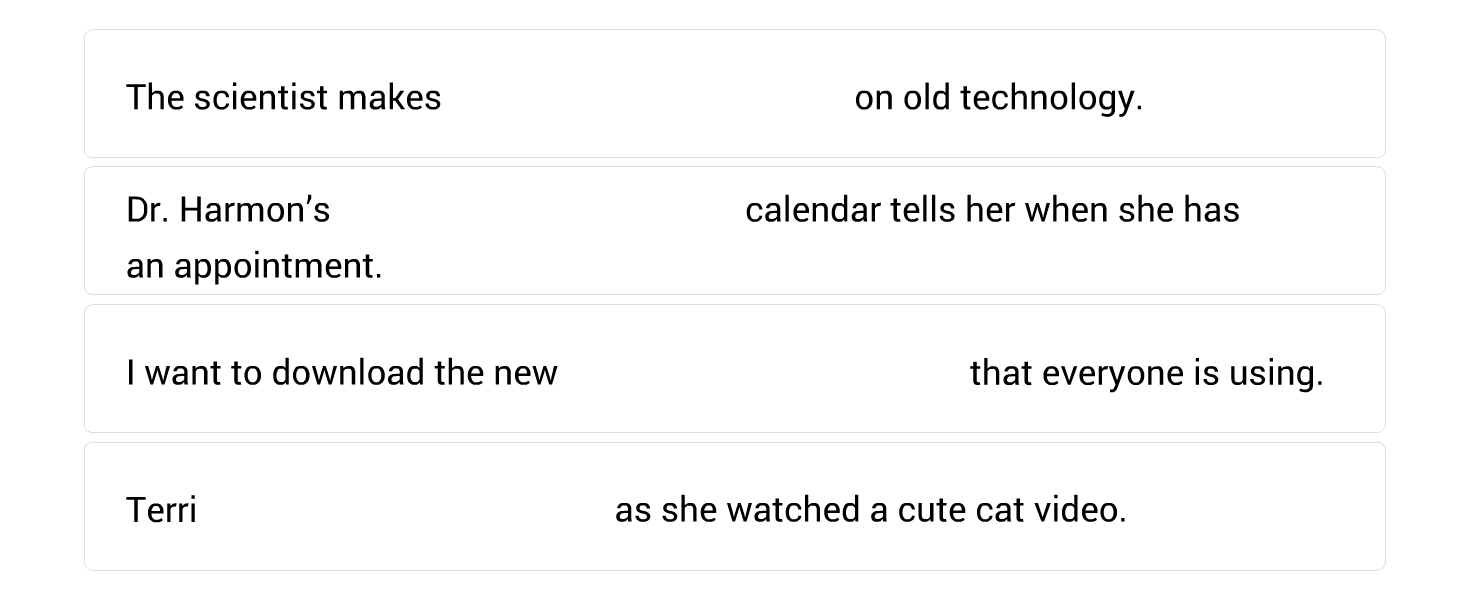 The scientist makes on old technology.
Dr. Harmon’s calendar tells her when she has
an appointment.
I want to download the new that everyone is using.
Terri as she watched a cute cat video.